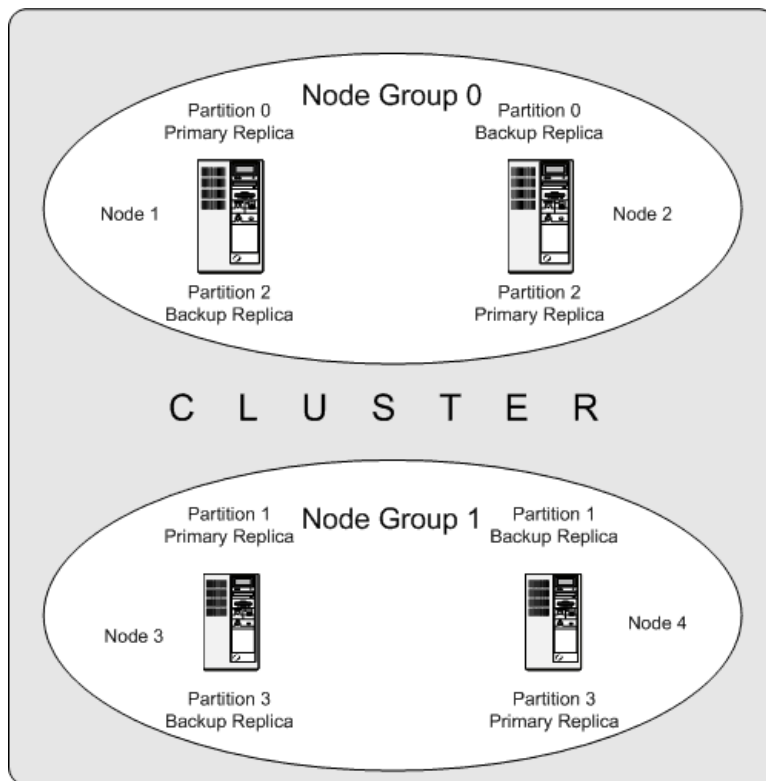 Node Group 0
Partition 0
Primary Replica
Partition 0
Backup Replica
Node 1
Node 2
Partition 2
Backup Replica
Partition 2
Primary Replica
C L U S T E R
Node Group 1
Partition 1
Primary Replica
Partition 1
Backup Replica
Node 3
Node 4
Partition 3
Backup Replica
Partition 3
Primary Replica